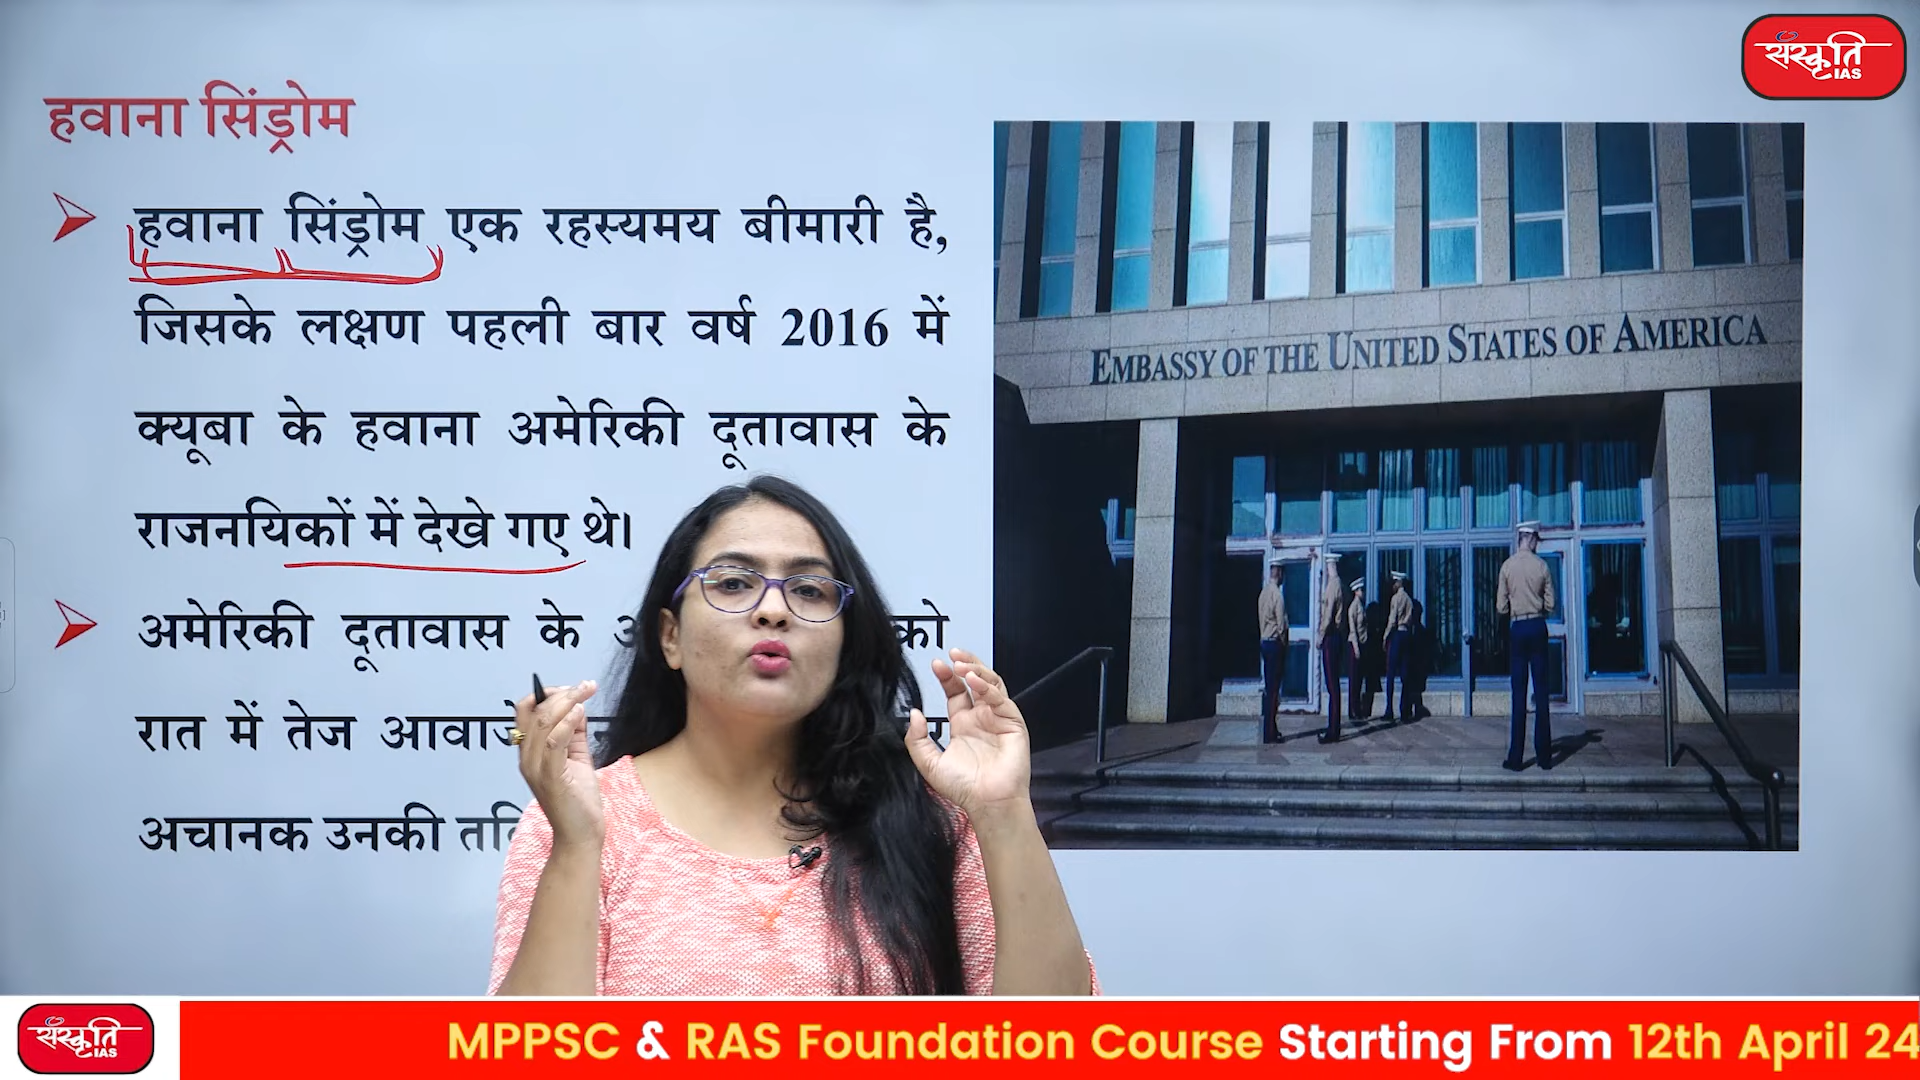 संस्कृति
IAS
हवाना सिंड्रोम
हवाना सिंड्रोम एक रहस्यमय बीमारी है,
जिसके लक्षण पहली बार वर्ष 2016 में
क्यूबा के हवाना अमेरिकी दूतावास के
राजनयिकों में देखे गए थे।
अमेरिकी दूतावास के को
रात में तेज
अचानक उनकी
EMBASSY OF THE UNITED STATES OF AMERICA
संस्कृति
IAS
MPPSC & RAS Foundation Course Starting From 12th April 24